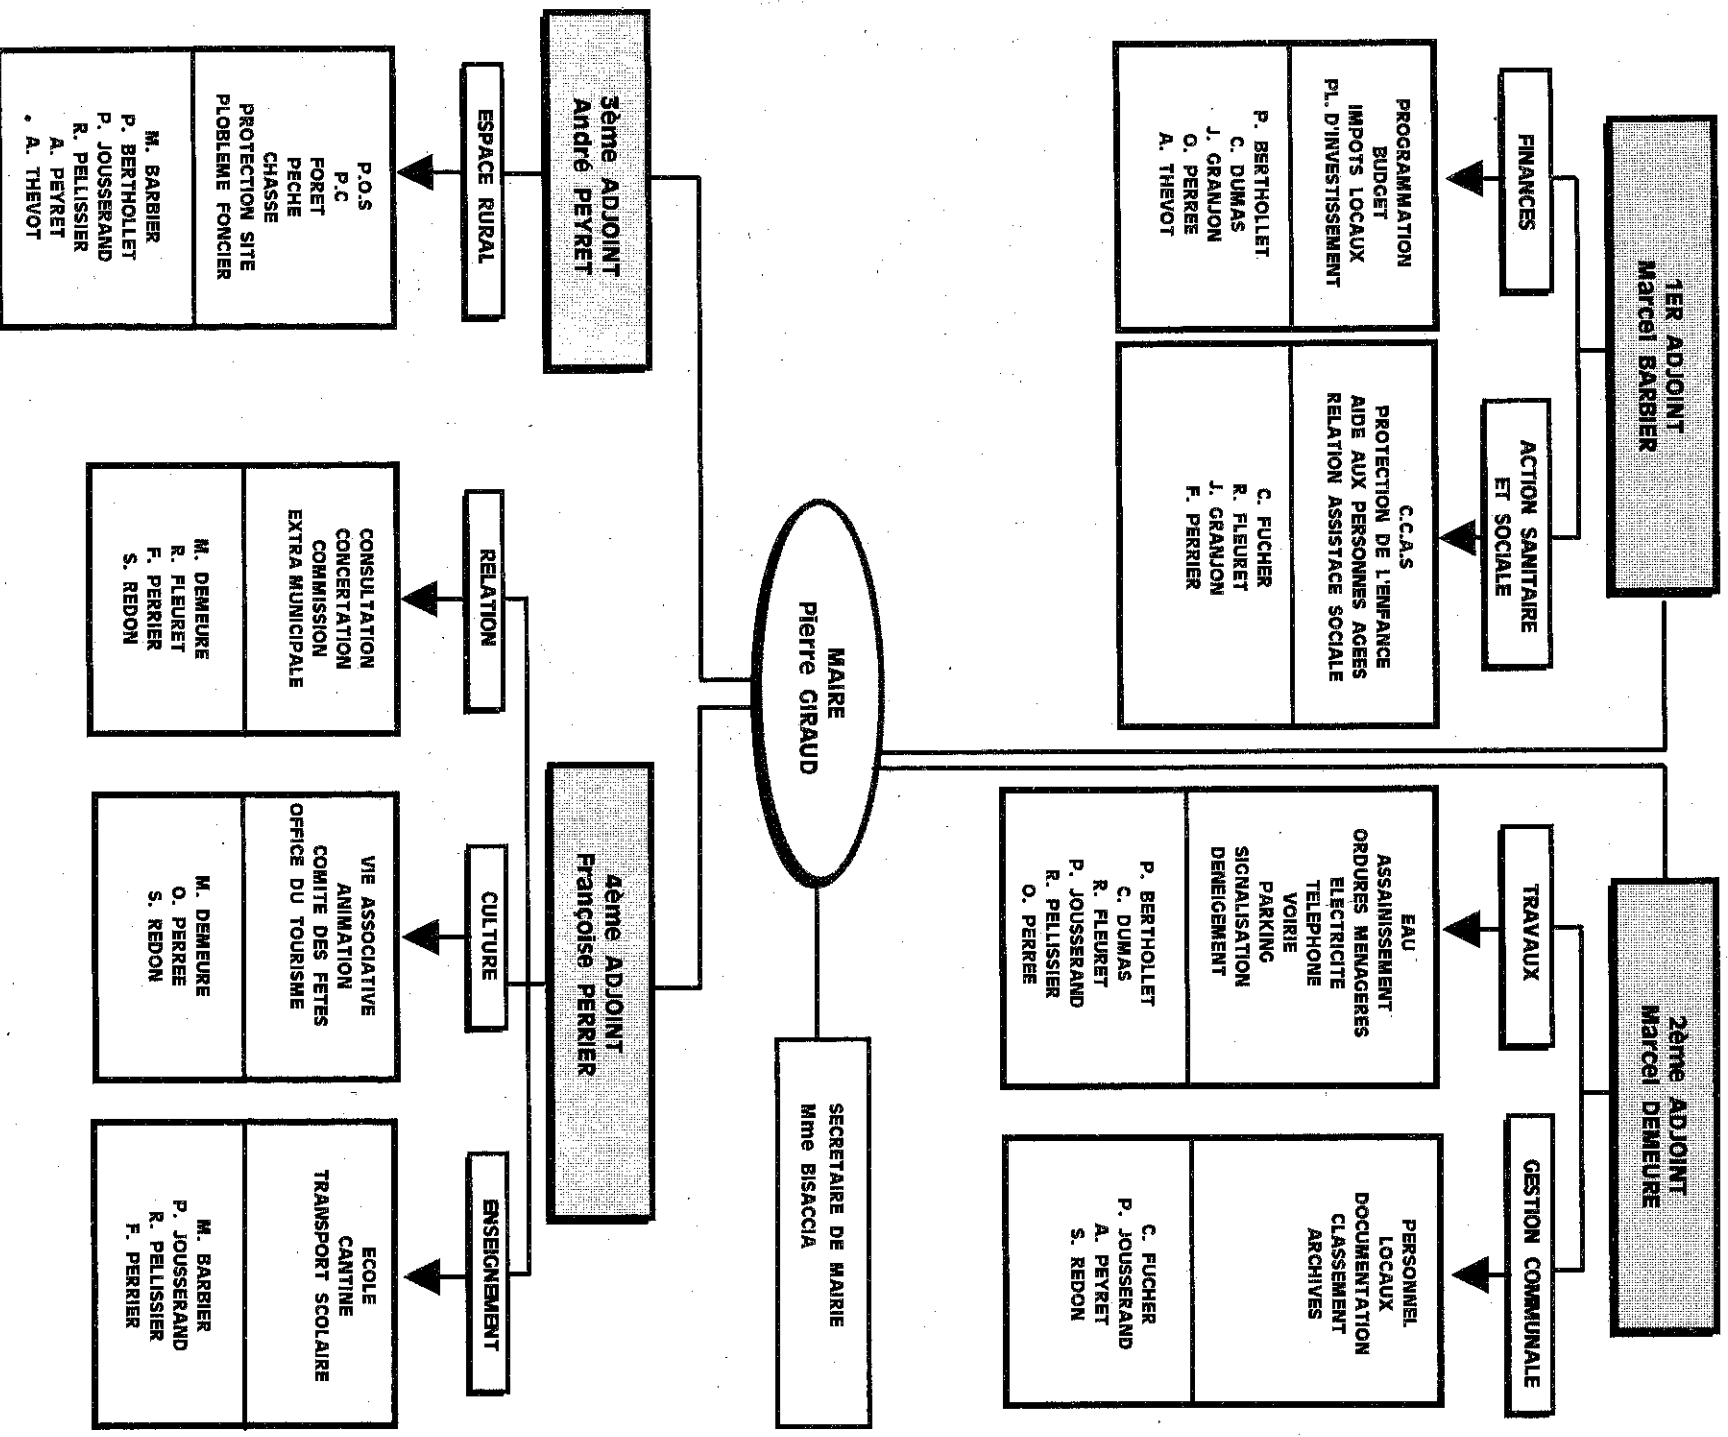 1ER ADJOINT
Marcel BARBIER
FINANCES
PROGRAMMATION
BUDGET
IMPOTS LOCAUX
PL. D'INVESTISSEMENT
P. BERTHOLLET
C. DUMAS
J. GRANJON
O. PERREE
A. THEVOT
ACTION SANITAIRE
ET SOCIALE
C.C.A.S
PROTECTION DE L'ENFANCE
AIDE AUX PERSONNES AGEES
RELATION ASSISTACE SOCIALE
C. FUCHER
R. FLEURET
J. GRANJON
F. PERRIER
2ème ADJOINT
Marcel DEMEURE
TRAVAUX
EAU
ASSAINISSEMENT
ORDURES MENAGERES
ELECTRICITE
TELEPHONE
VOIRIE
PARKING
SIGNALISATION
DENEIGEMENT
P. BERTHOLLET
C. DUMAS
R. FLEURET
P. JOUSSERAND
R. PELLISSIER
O. PERREE
GESTION COMMUNALE
PERSONNEL
LOCAUX
DOCUMENTATION
CLASSEMENT
ARCHIVES
C. FUCHER
P. JOUSSERAND
A. PEYRET
S. REDON
MAIRE
Pierre GIRAUD
SECRETAIRE DE MAIRIE
Mme BISACCIA
3ème ADJOINT
André PEYRET
ESPACE RURAL
P.O.S
P.C
FORET
PECHE
CHASSE
PROTECTION SITE
PLOBLEME FONCIER
M. BARBIER
P. BERTHOLLET
P. JOUSSERAND
R. PELLISSIER
A. PEYRET
A. THEVOT
4ème ADJOINT
Françoise PERRIER
RELATION
CONSULTATION
CONCERTATION
COMMISSION
EXTRA MUNICIPALE
M. DEMEURE
R. FLEURET
F. PERRIER
S. REDON
CULTURE
VIE ASSOCIATIVE
ANIMATION
COMITE DES FETES
OFFICE DU TOURISME
M. DEMEURE
O. PERREE
S. REDON
ENSEIGNEMENT
ECOLE
CANTINE
TRANSPORT SCOLAIRE
M. BARBIER
P. JOUSSERAND
R. PELLISSIER
F. PERRIER